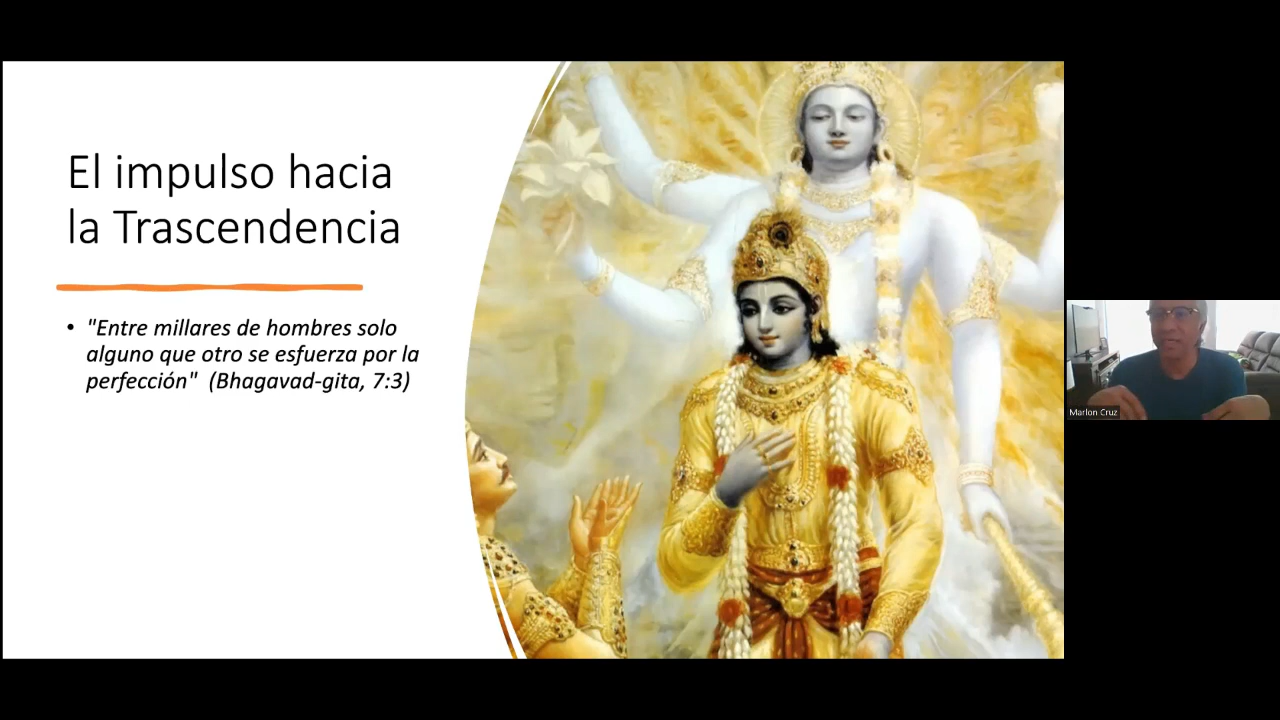 El impulso hacia
la Trascendencia
• "Entre millares de hombres solo
alguno que otro se esfuerza por la
perfección" (Bhagavad-gita, 7:3)
Marlon Cruz